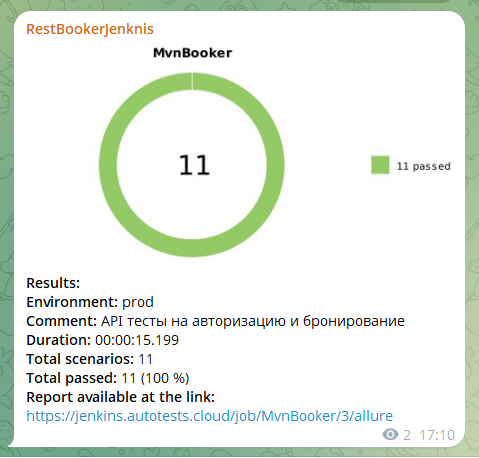 RestBookerJenknis
MvnBooker
11
11 passed
Results:
Environment: prod
Comment: API тесты на авторизацию и бронирование
Duration: 00:00:15.199
Total scenarios: 11
Total passed: 11 (100 %)
Report available at the link:
https://jenkins.autotests.cloud/job/MvnBooker/3/allure
2 17:10